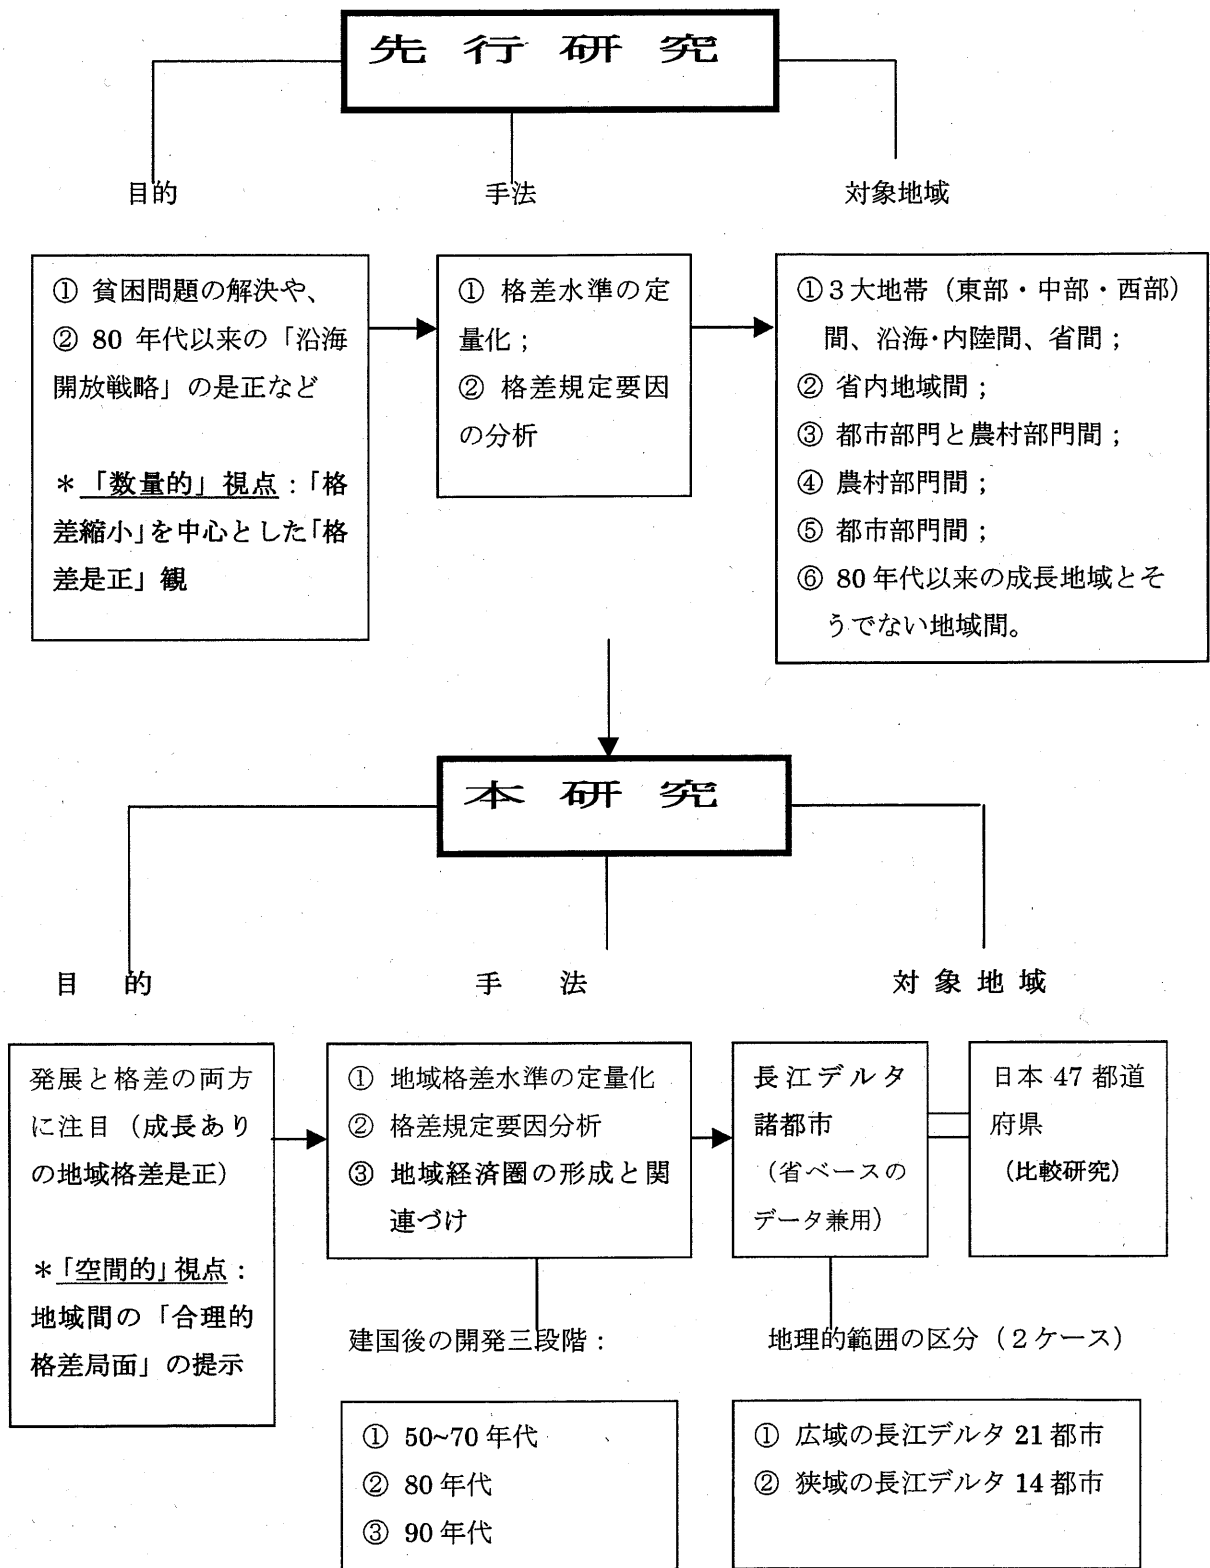 先行研究
目的
手法
対象地域
① 貧困問題の解決や、
② 80 年代以来の「沿海
開放戦略」の是正など
＊「数量的」視点：「格
差縮小」を中心とした「格
差是正」観
① 格差水準の定
量化；
② 格差規定要因
の分析
①３大地帯（東部・中部・西部）
間、沿海・内陸間、省間；
② 省内地域間；
③ 都市部門と農村部門間；
④ 農村部門間；
⑤ 都市部門間；
⑥ 80 年代以来の成長地域とそ
うでない地域間。
本研究
目　的
手　法
対象地域
発展と格差の両方
に注目（成長あり
の地域格差是正）
＊「空間的」視点：
地域間の「合理的
格差局面」の提示
① 地域格差水準の定量化
② 格差規定要因分析
③ 地域経済圏の形成と関
連づけ
長江デルタ
諸都市
（省ベースの
データ兼用）
日本 47 都道
府県
（比較研究）
建国後の開発三段階：
地理的範囲の区分（２ケース）
① 50~70 年代
② 80 年代
③ 90 年代
① 広域の長江デルタ 21 都市
② 狭域の長江デルタ 14 都市